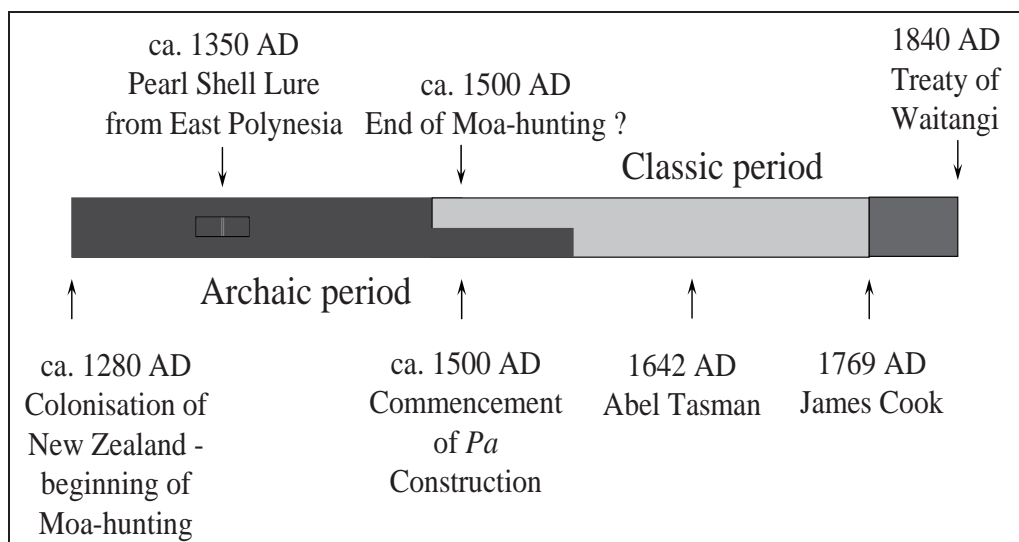 ca. 1350 AD
Pearl Shell Lure
from East Polynesia
ca. 1500 AD
End of Moa-hunting ?
1840 AD
Treaty of
Waitangi
Classic period
Archaic period
ca. 1280 AD
Colonisation of
New Zealand -
beginning of
Moa-hunting
ca. 1500 AD
Commencement
of Pa
Construction
1642 AD
Abel Tasman
1769 AD
James Cook